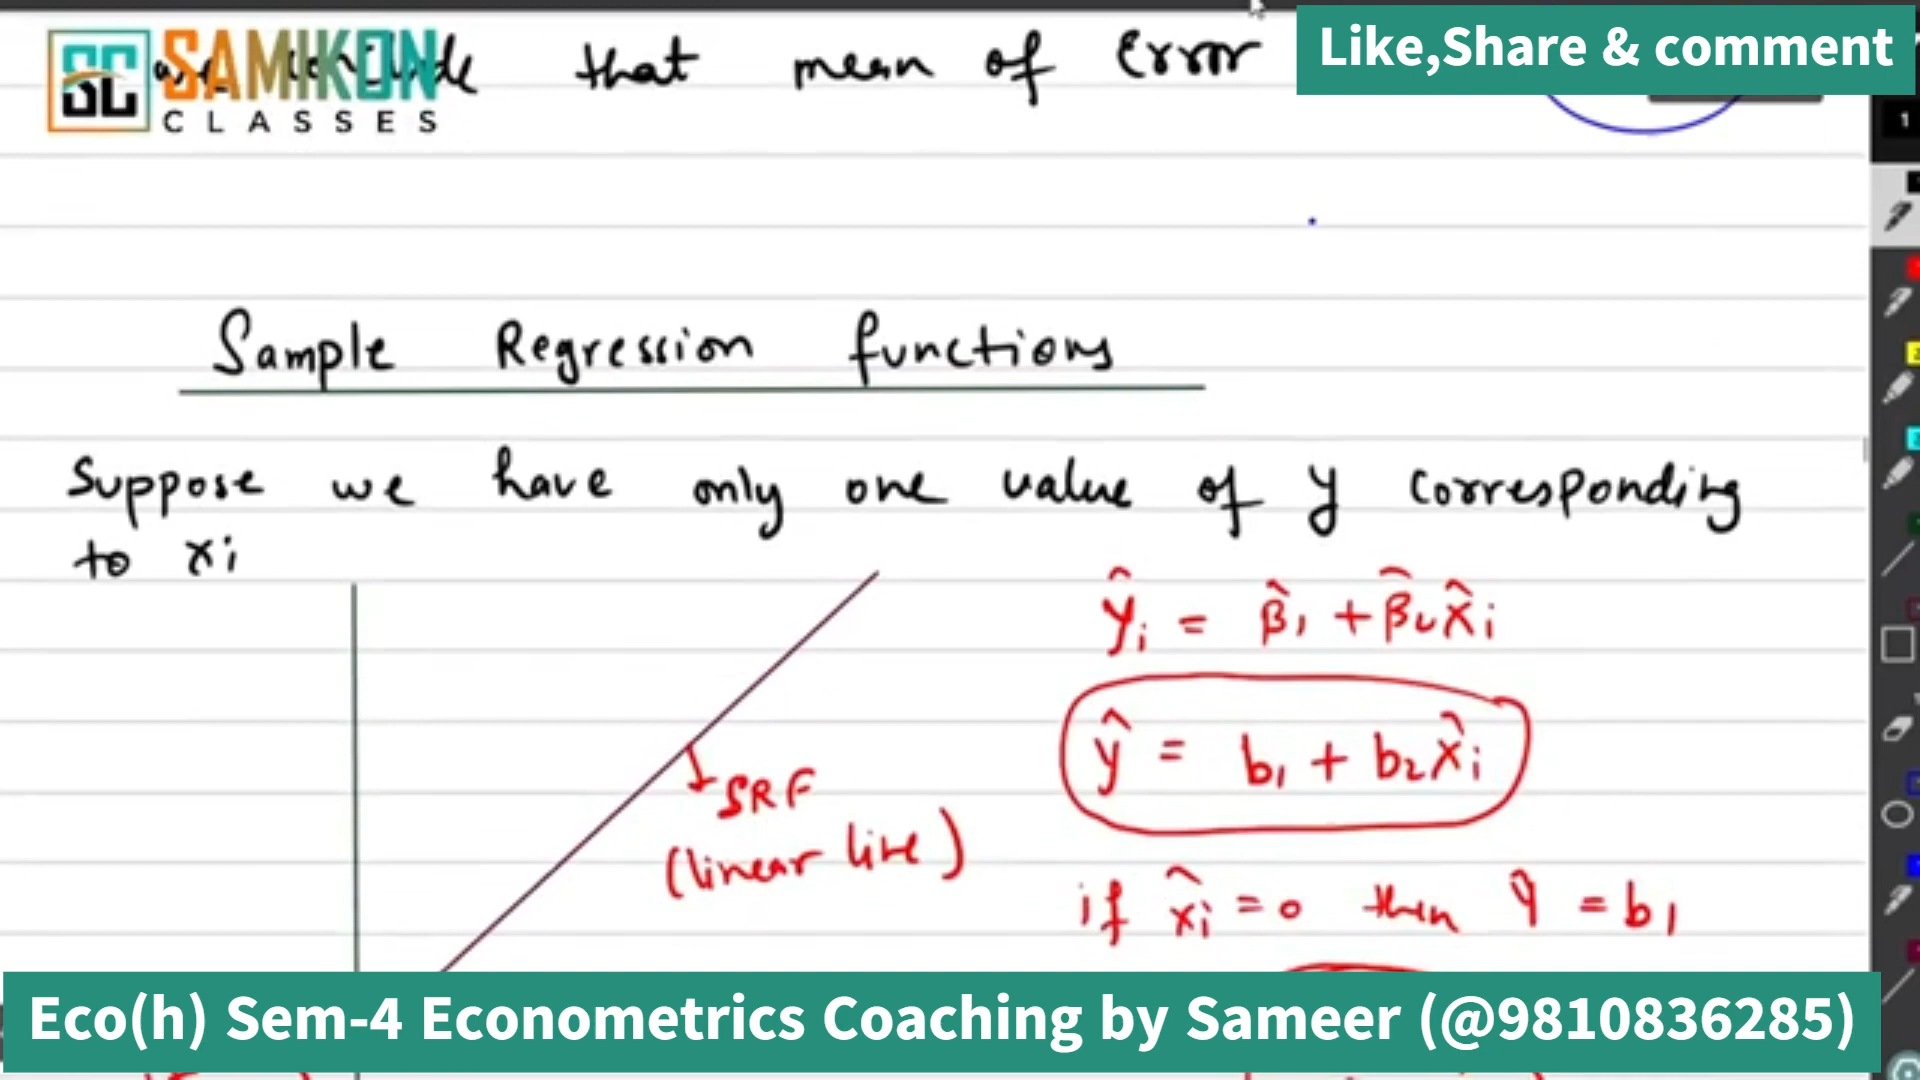 Like,Share & comment
SC SAMIKON
CLASSES
that mean of Error
1
Sample Regression functions
Suppose we have only one value of y corresponding
to xi
ŷi = β̂1 + β̂2x̂i
ŷ = b1 + b2x̂i
SRF
(linear line)
if x̂i = 0 then ŷ = b1
Eco(h) Sem-4 Econometrics Coaching by Sameer (@9810836285)